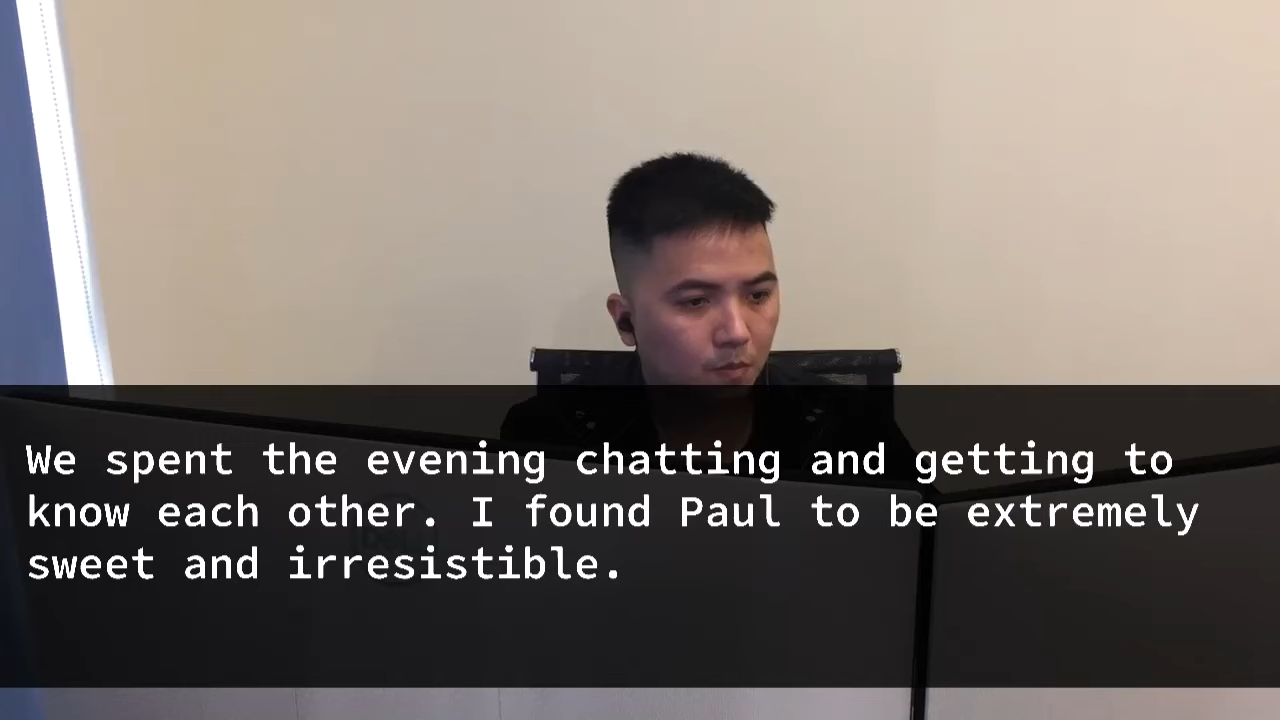 We spent the evening chatting and getting to
know each other. I found Paul to be extremely
sweet and irresistible.